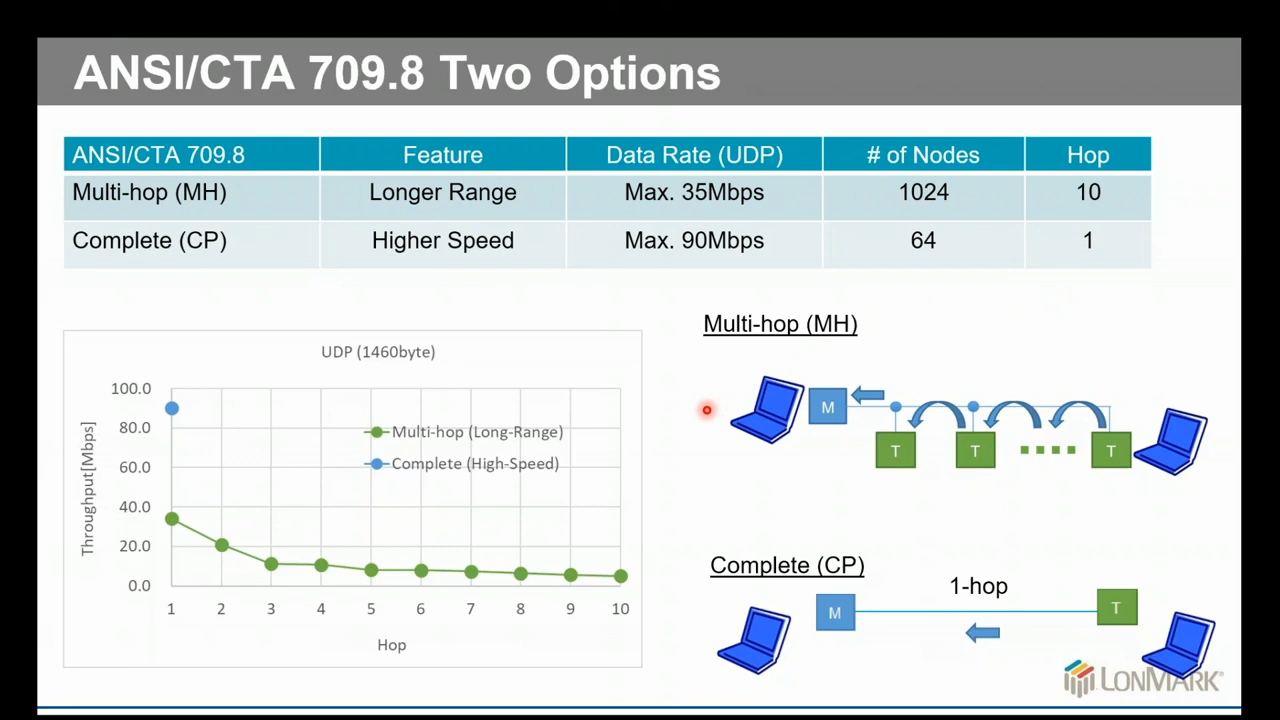 ANSI/CTA 709.8 Two Options
ANSI/CTA 709.8 Feature Data Rate (UDP) # of Nodes Hop
Multi-hop (MH) Longer Range Max. 35Mbps 1024 10
Complete (CP) Higher Speed Max. 90Mbps 64 1
UDP (1460byte)
100.0
80.0
60.0
40.0
20.0
0.0
Throughput[Mbps]
Multi-hop (Long-Range)
Complete (High-Speed)
1 2 3 4 5 6 7 8 9 10
Hop
Multi-hop (MH)
M
T T T
Complete (CP)
1-hop
M T
LONMARK®